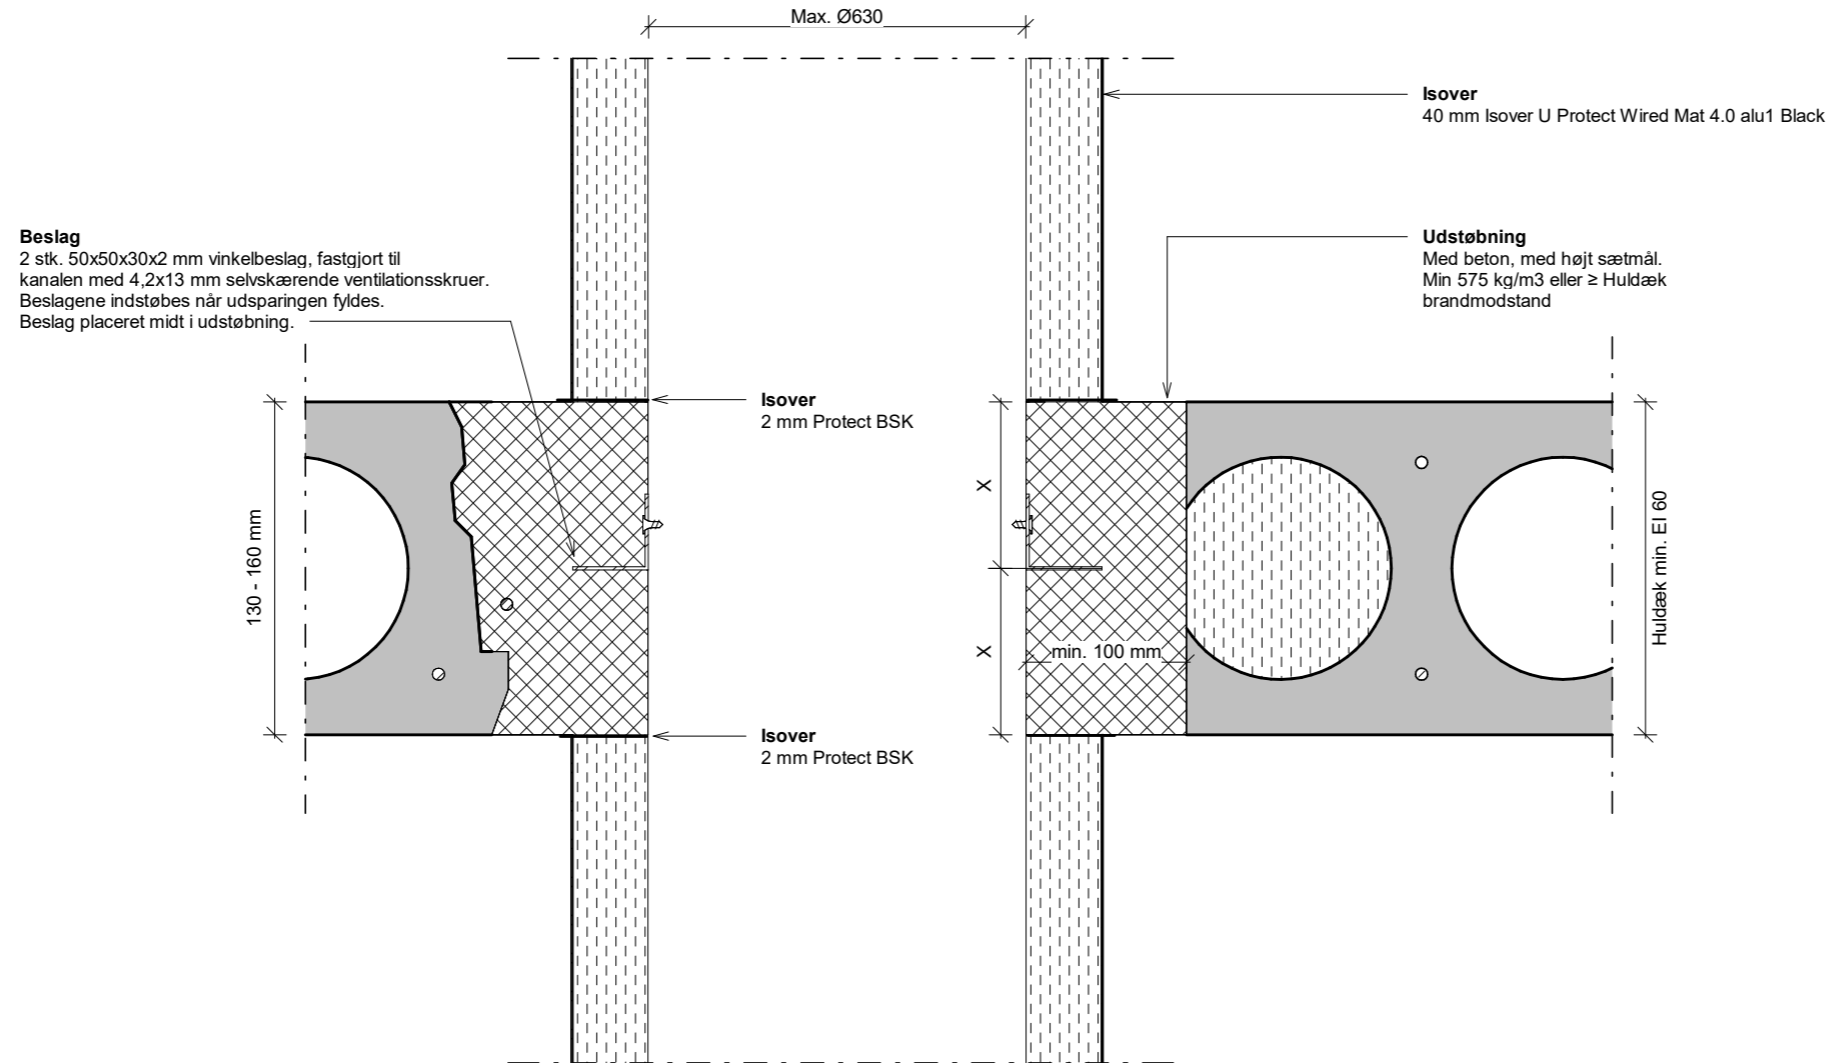 Max. Ø630
Isover
40 mm Isover U Protect Wired Mat 4.0 alu1 Black
Beslag
2 stk. 50x50x30x2 mm vinkelbeslag, fastgjort til
kanalen med 4,2x13 mm selvskærende ventilationsskruer.
Beslagene indstøbes når udsparingen fyldes.
Beslag placeret midt i udstøbning.
Udstøbning
Med beton, med højt sætmål.
Min 575 kg/m3 eller ≥ Huldæk
brandmodstand
Isover
2 mm Protect BSK
X
130 - 160 mm
Huldæk min. EI 60
X
min. 100 mm
Isover
2 mm Protect BSK